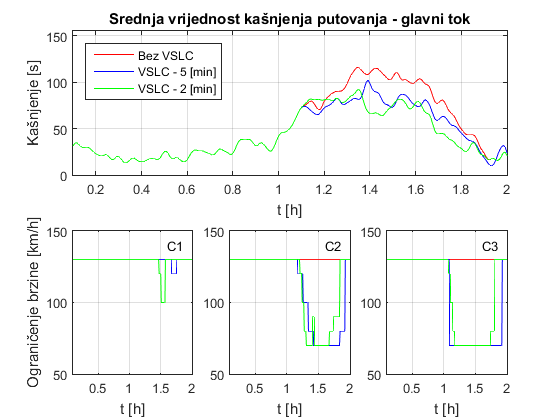 Srednja vrijednost kašnjenja putovanja - glavni tok
Kašnjenje [s]
150
100
50
0
Bez VSLC
VSLC - 5 [min]
VSLC - 2 [min]
0.2 0.4 0.6 0.8 1 1.2 1.4 1.6 1.8 2
t [h]
Ograničenje brzine [km/h]
150
100
50
C1
0.5 1 1.5 2
t [h]
150
100
50
C2
0.5 1 1.5 2
t [h]
150
100
50
C3
0.5 1 1.5 2
t [h]